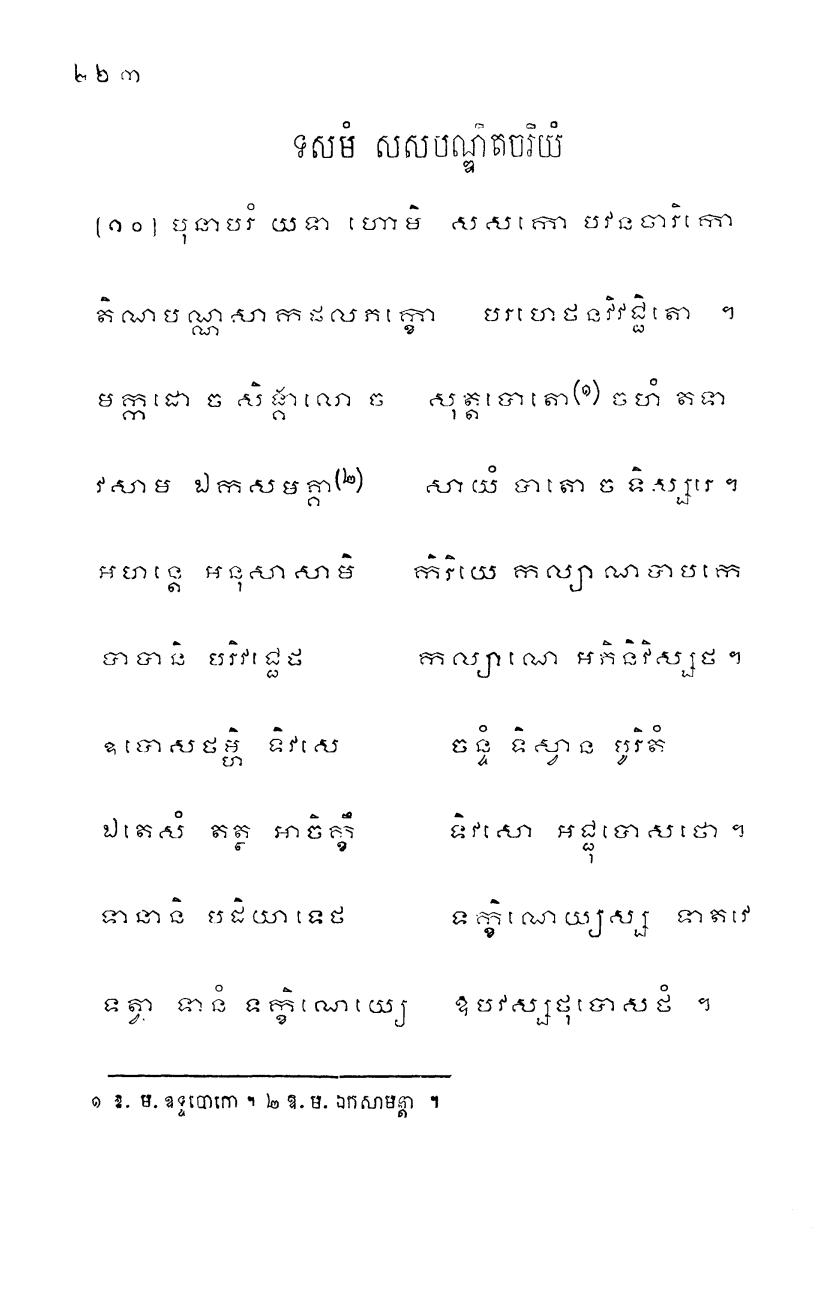 ២២៣
ទសមំ សសបណ្ឌិតចរិយំ
[១០] បុនាបរំ យទា ហោមិ សសកោ បវនចារិកោ
តិណបណ្ណសាកផលភក្ខោ បរហេថនវិវជ្ជិតោ ។
មក្កដោ ច សិង្គាលោ ច សុត្តបោតោ(១) ចហំ តទា
វសាម ឯកសមគ្គា(២) សាយំ បាតោ ច ទិស្សរេ ។
អហន្តេ អនុសាសាមិ កិរិយេ កល្យាណបាបកេ
បាបានិ បរិវជ្ជេថ កល្យាណេ អភិនិវិស្សថ ។
ឧបោសថម្ហិ ទិវសេ ចន្ទំ ទិស្វាន បូរិតំ
ឯតេសំ តត្ថ អាចិក្ខឹ ទិវសោ អជ្ជុបោសថោ ។
ទានានិ បដិយាទេថ ទក្ខិណេយ្យស្ស ទាតវេ
ទត្វា ទានំ ទក្ខិណេយ្យេ ឧបវស្សថុបោសថំ ។
១ ឱ. ម. ឧទ្ទបោកោ ។ ២ ឱ. ម. ឯកសាមន្តា ។